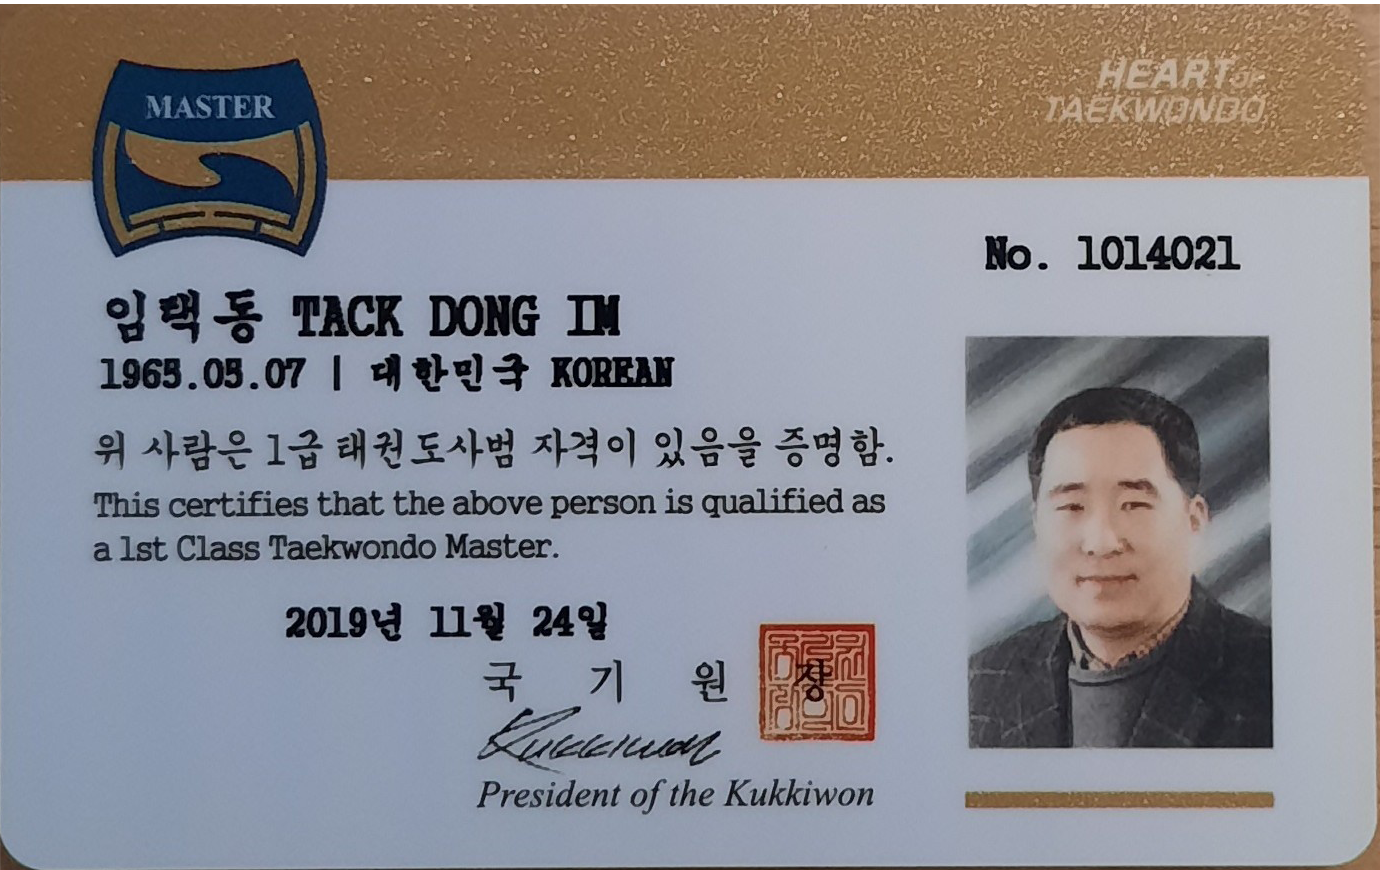 MASTER
HEART OF
TAEKWONDO
No. 1014021
임택동 TACK DONG IM
1965.05.07 | 대한민국 KOREAN
위 사람은 1급 태권도사범 자격이 있음을 증명함.
This certifies that the above person is qualified as
a 1st Class Taekwondo Master.
2019년 11월 24일
국 기 원 장
Kukkiwon
President of the Kukkiwon